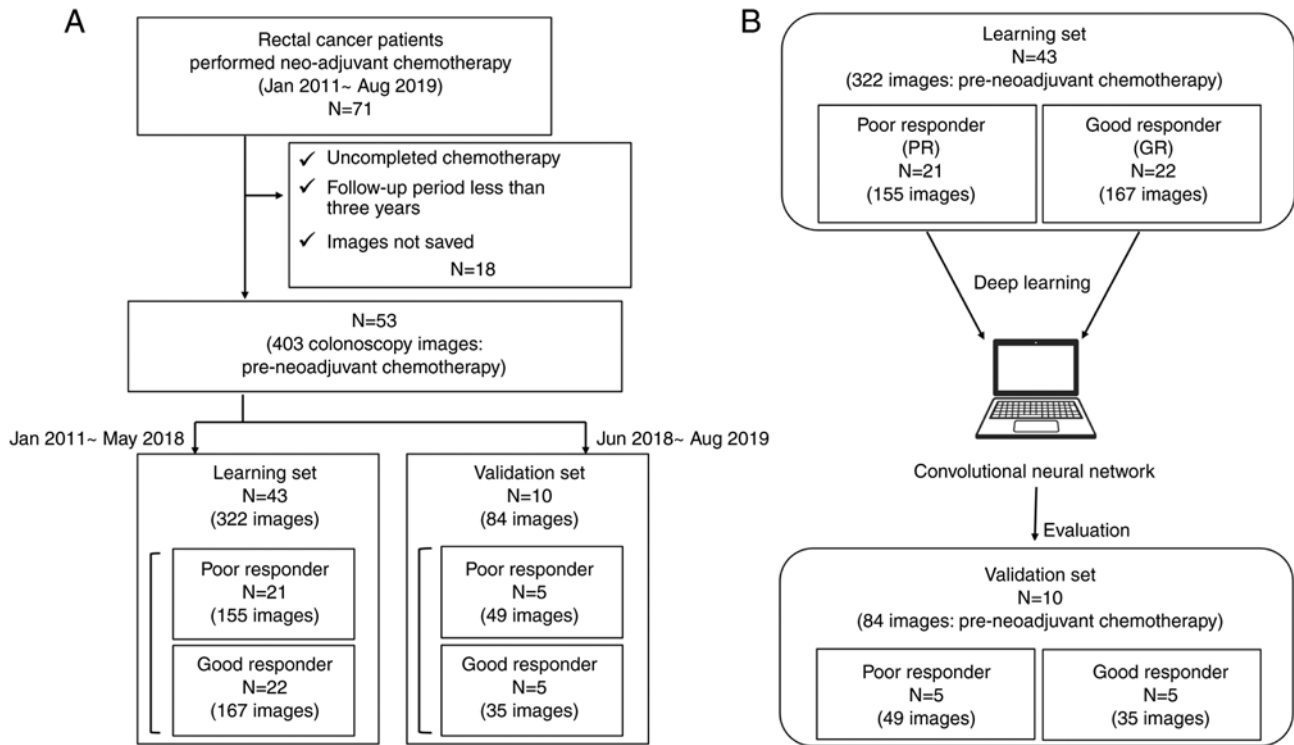 A
Rectal cancer patients
performed neo-adjuvant chemotherapy
(Jan 2011~ Aug 2019)
N=71
✓ Uncompleted chemotherapy
✓ Follow-up period less than
three years
✓ Images not saved
N=18
N=53
(403 colonoscopy images:
pre-neoadjuvant chemotherapy)
Jan 2011~ May 2018
Jun 2018~ Aug 2019
Learning set
N=43
(322 images)
Poor responder
N=21
(155 images)
Good responder
N=22
(167 images)
Validation set
N=10
(84 images)
Poor responder
N=5
(49 images)
Good responder
N=5
(35 images)
B
Learning set
N=43
(322 images: pre-neoadjuvant chemotherapy)
Poor responder
(PR)
N=21
(155 images)
Good responder
(GR)
N=22
(167 images)
Deep learning
Convolutional neural network
Evaluation
Validation set
N=10
(84 images: pre-neoadjuvant chemotherapy)
Poor responder
N=5
(49 images)
Good responder
N=5
(35 images)